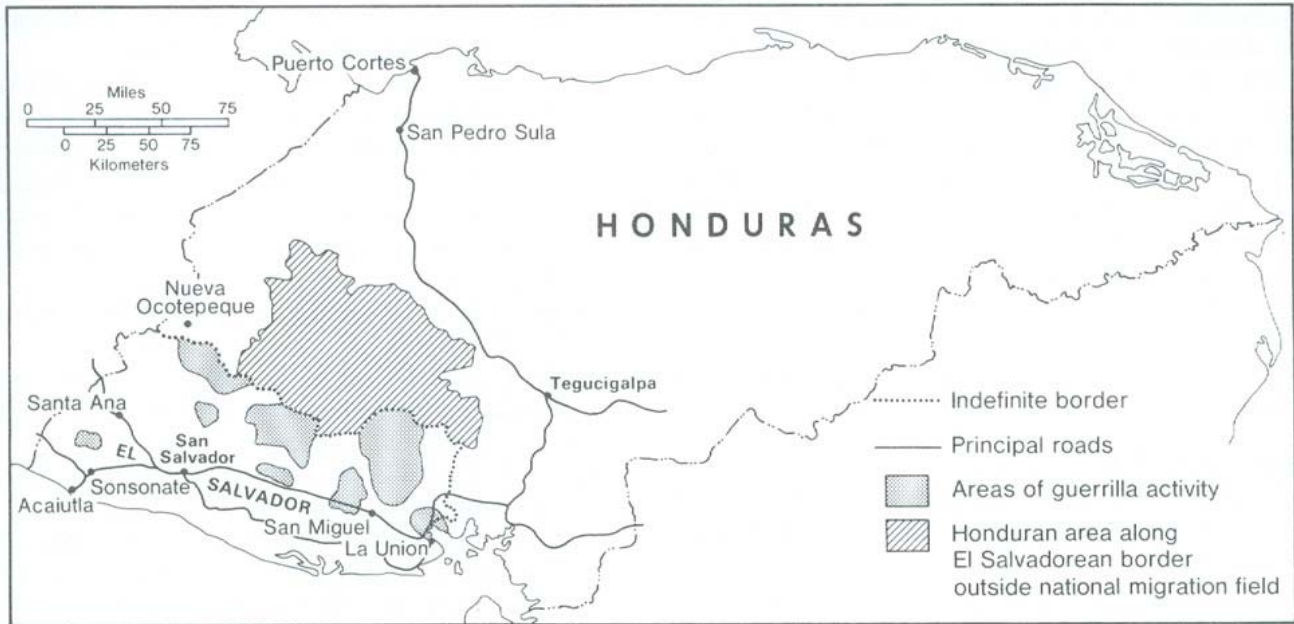 Puerto Cortes
Miles
0 25 50 75
0 25 50 75
Kilometers
San Pedro Sula
HONDURAS
Nueva
Ocotepeque
Tegucigalpa
Santa Ana
San
Salvador
EL
SALVADOR
Sonsonate
Acaiutla
San Miguel
La Union
Indefinite border
Principal roads
Areas of guerrilla activity
Honduran area along
El Salvadorean border
outside national migration field